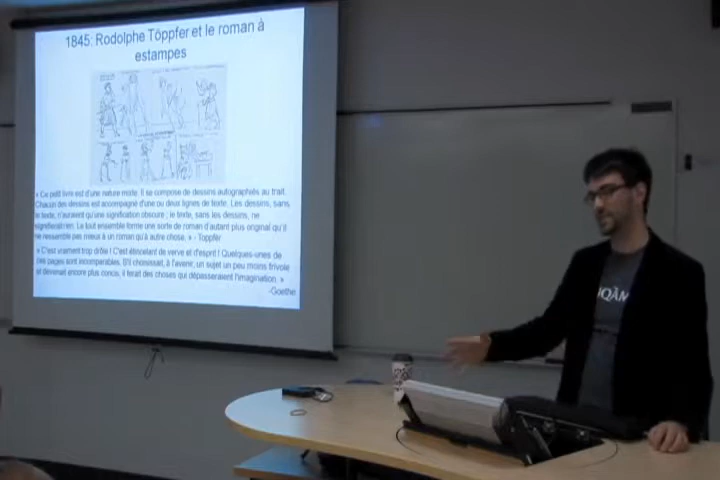 1845: Rodolphe Töppfer et le roman à
estampes
« Ce petit livre est d'une nature mixte. Il se compose de dessins autographiés au trait.
Chacun des dessins est accompagné d'une ou deux lignes de texte. Les dessins, sans
le texte, n'auraient qu'une signification obscure ; le texte, sans les dessins, ne
signifierait rien. Le tout ensemble forme une sorte de roman d'autant plus original qu'il
ne ressemble pas mieux à un roman qu'à autre chose. » - Töppfer
« C'est vraiment trop drôle ! C'est étincelant de verve et d'esprit ! Quelques-unes de
ces pages sont incomparables. S'il choisissait, à l'avenir, un sujet un peu moins frivole
et devenait encore plus concis, il ferait des choses qui dépasseraient l'imagination. »
-Goethe
UQÀM